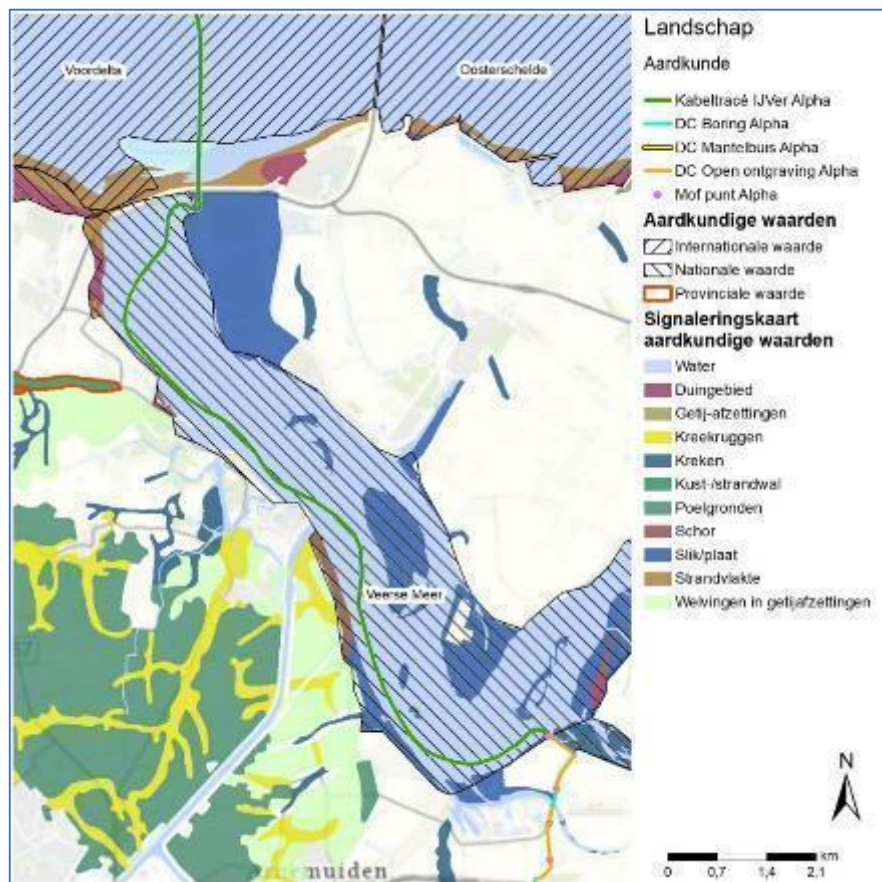 Voordelta
Oosterschelde
Veerse Meer
muiden
Landschap
Aardkunde
Kabeltracé IJVer Alpha
DC Boring Alpha
DC Mantelbuis Alpha
DC Open ontgraving Alpha
Mof punt Alpha
Aardkundige waarden
Internationale waarde
Nationale waarde
Provinciale waarde
Signaleringskaart
aardkundige waarden
Water
Duingebied
Getij-afzettingen
Kreekruggen
Kreken
Kust-/strandwal
Poelgronden
Schor
Slik/plaat
Strandvlakte
Welvingen in getijafzettingen
N
km
0 0,7 1,4 2,1